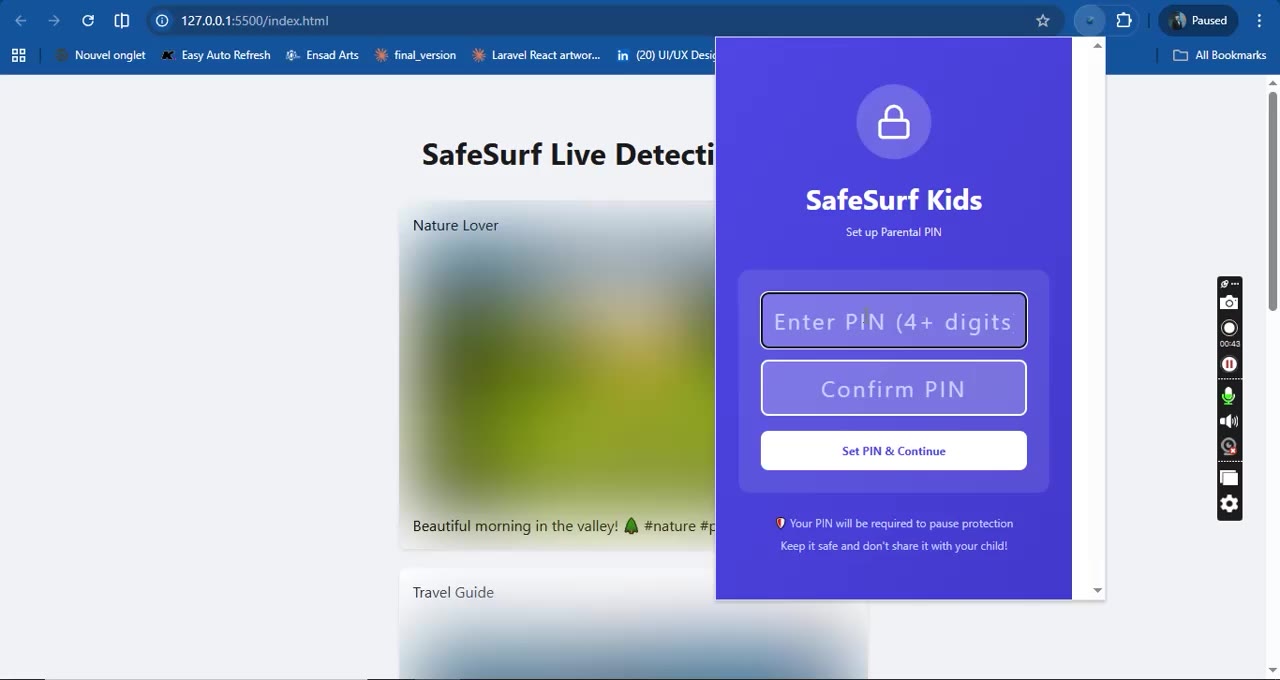 127.0.0.1:5500/index.html
Paused
Nouvel onglet
Easy Auto Refresh
Ensad Arts
final_version
Laravel React artwor...
(20) UI/UX Desig
All Bookmarks
SafeSurf Live Detecti
Nature Lover
Beautiful morning in the valley! 🌲 #nature #p
Travel Guide
SafeSurf Kids
Set up Parental PIN
Enter PIN (4+ digits
Confirm PIN
Set PIN & Continue
🛡️ Your PIN will be required to pause protection
Keep it safe and don't share it with your child!
00:43